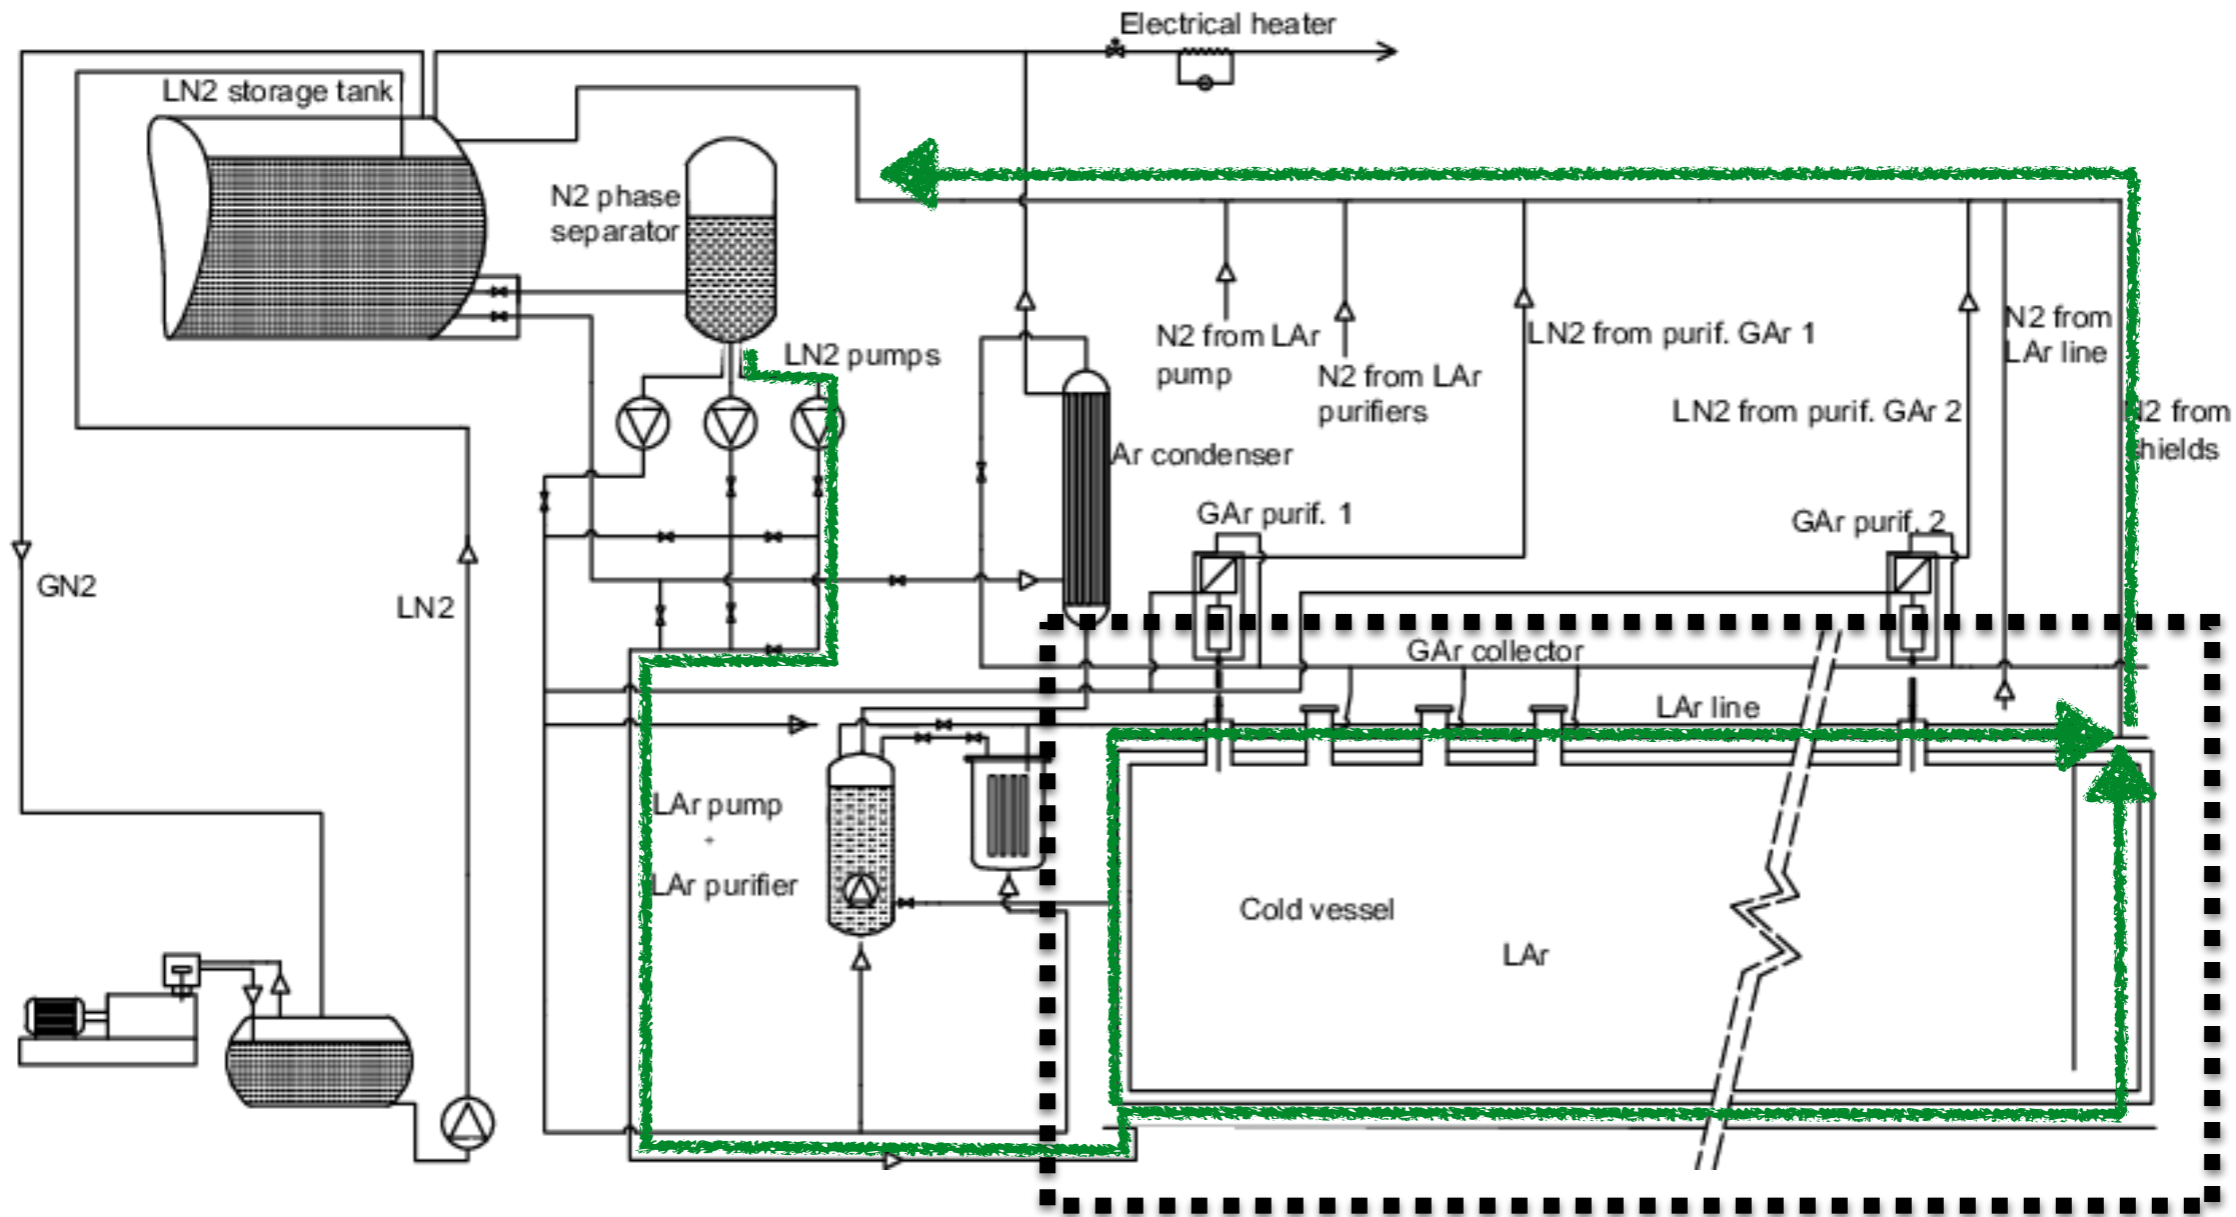 Electrical heater
LN2 storage tank
N2 phase
separator
LN2 pumps
N2 from LAr
pump
N2 from LAr
purifiers
LN2 from purif. GAr 1
LN2 from purif. GAr 2
N2 from
LAr line
N2 from
hields
Ar condenser
GAr purif. 1
GAr purif. 2
GN2
LN2
GAr collector
LAr line
LAr pump
+
LAr purifier
Cold vessel
LAr